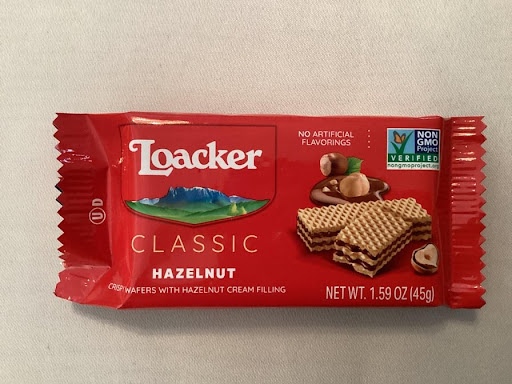 Loacker
CLASSIC
HAZELNUT
CRISP WAFERS WITH HAZELNUT CREAM FILLING
NO ARTIFICIAL
FLAVORINGS
NON
GMO
Project
VERIFIED
nongmoproject.org
NET WT. 1.59 OZ (45g)
U D